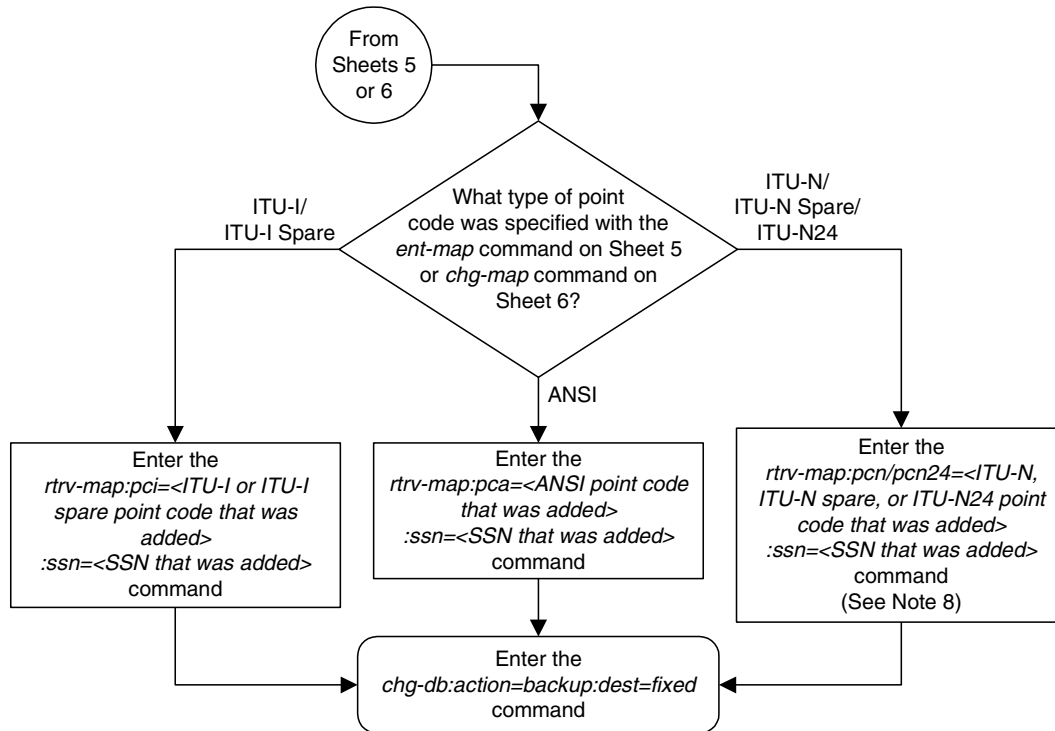 From
Sheets 5
or 6
What type of point
code was specified with the
ent-map command on Sheet 5
or chg-map command on
Sheet 6?
ITU-I/
ITU-I Spare
ITU-N/
ITU-N Spare/
ITU-N24
ANSI
Enter the
rtrv-map:pci=<ITU-I or ITU-I
spare point code that was
added>
:ssn=<SSN that was added>
command
Enter the
rtrv-map:pca=<ANSI point code
that was added>
:ssn=<SSN that was added>
command
Enter the
rtrv-map:pcn/pcn24=<ITU-N,
ITU-N spare, or ITU-N24 point
code that was added>
:ssn=<SSN that was added>
command
(See Note 8)
Enter the
chg-db:action=backup:dest=fixed
command